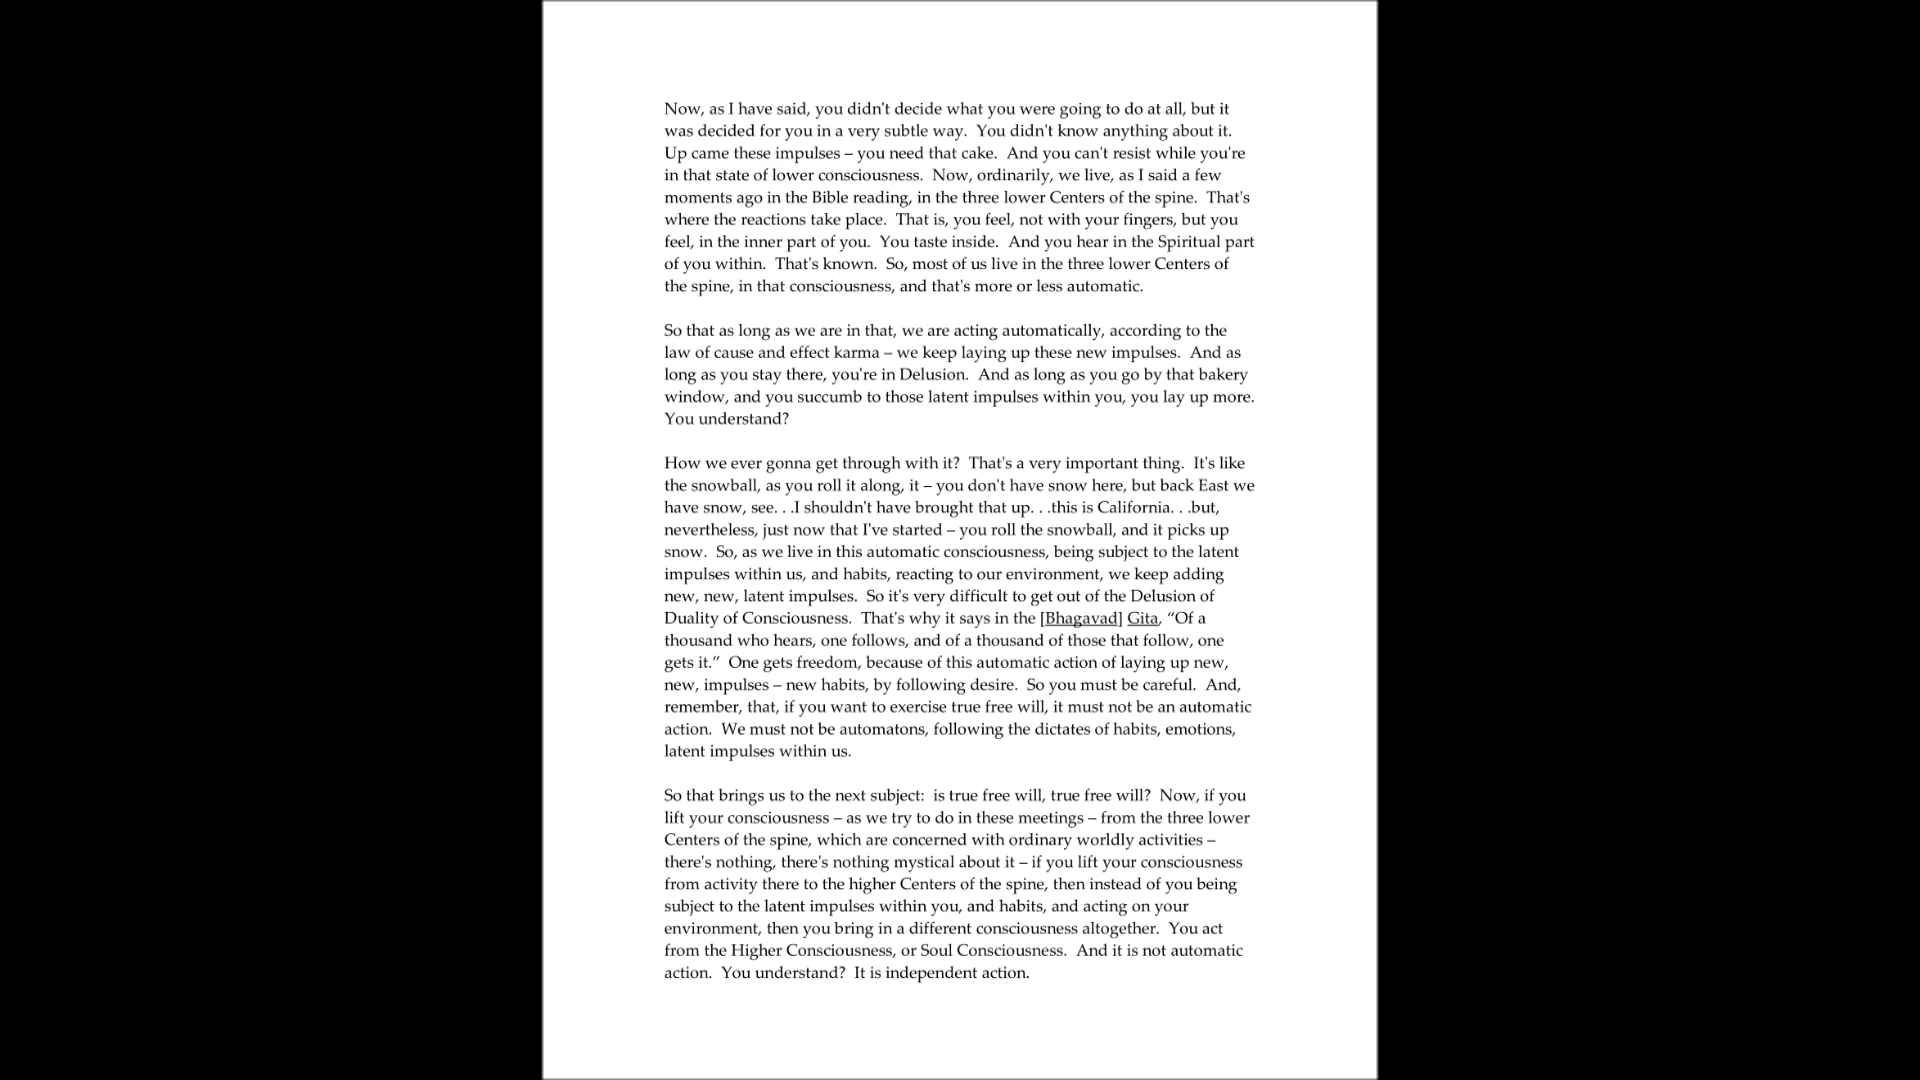 Now, as I have said, you didn't decide what you were going to do at all, but it
was decided for you in a very subtle way.  You didn't know anything about it.
Up came these impulses – you need that cake.  And you can't resist while you're
in that state of lower consciousness.  Now, ordinarily, we live, as I said a few
moments ago in the Bible reading, in the three lower Centers of the spine.  That's
where the reactions take place.  That is, you feel, not with your fingers, but you
feel, in the inner part of you.  You taste inside.  And you hear in the Spiritual part
of you within.  That's known.  So, most of us live in the three lower Centers of
the spine, in that consciousness, and that's more or less automatic.

So that as long as we are in that, we are acting automatically, according to the
law of cause and effect karma – we keep laying up these new impulses.  And as
long as you stay there, you're in Delusion.  And as long as you go by that bakery
window, and you succumb to those latent impulses within you, you lay up more.
You understand?

How we ever gonna get through with it?  That's a very important thing.  It's like
the snowball, as you roll it along, it – you don't have snow here, but back East we
have snow, see. . .I shouldn't have brought that up. . .this is California. . .but,
nevertheless, just now that I've started – you roll the snowball, and it picks up
snow.  So, as we live in this automatic consciousness, being subject to the latent
impulses within us, and habits, reacting to our environment, we keep adding
new, new, latent impulses.  So it's very difficult to get out of the Delusion of
Duality of Consciousness.  That's why it says in the [Bhagavad] Gita, “Of a
thousand who hears, one follows, and of a thousand of those that follow, one
gets it.”  One gets freedom, because of this automatic action of laying up new,
new, impulses – new habits, by following desire.  So you must be careful.  And,
remember, that, if you want to exercise true free will, it must not be an automatic
action.  We must not be automatons, following the dictates of habits, emotions,
latent impulses within us.

So that brings us to the next subject:  is true free will, true free will?  Now, if you
lift your consciousness – as we try to do in these meetings – from the three lower
Centers of the spine, which are concerned with ordinary worldly activities –
there's nothing, there's nothing mystical about it – if you lift your consciousness
from activity there to the higher Centers of the spine, then instead of you being
subject to the latent impulses within you, and habits, and acting on your
environment, then you bring in a different consciousness altogether.  You act
from the Higher Consciousness, or Soul Consciousness.  And it is not automatic
action.  You understand?  It is independent action.